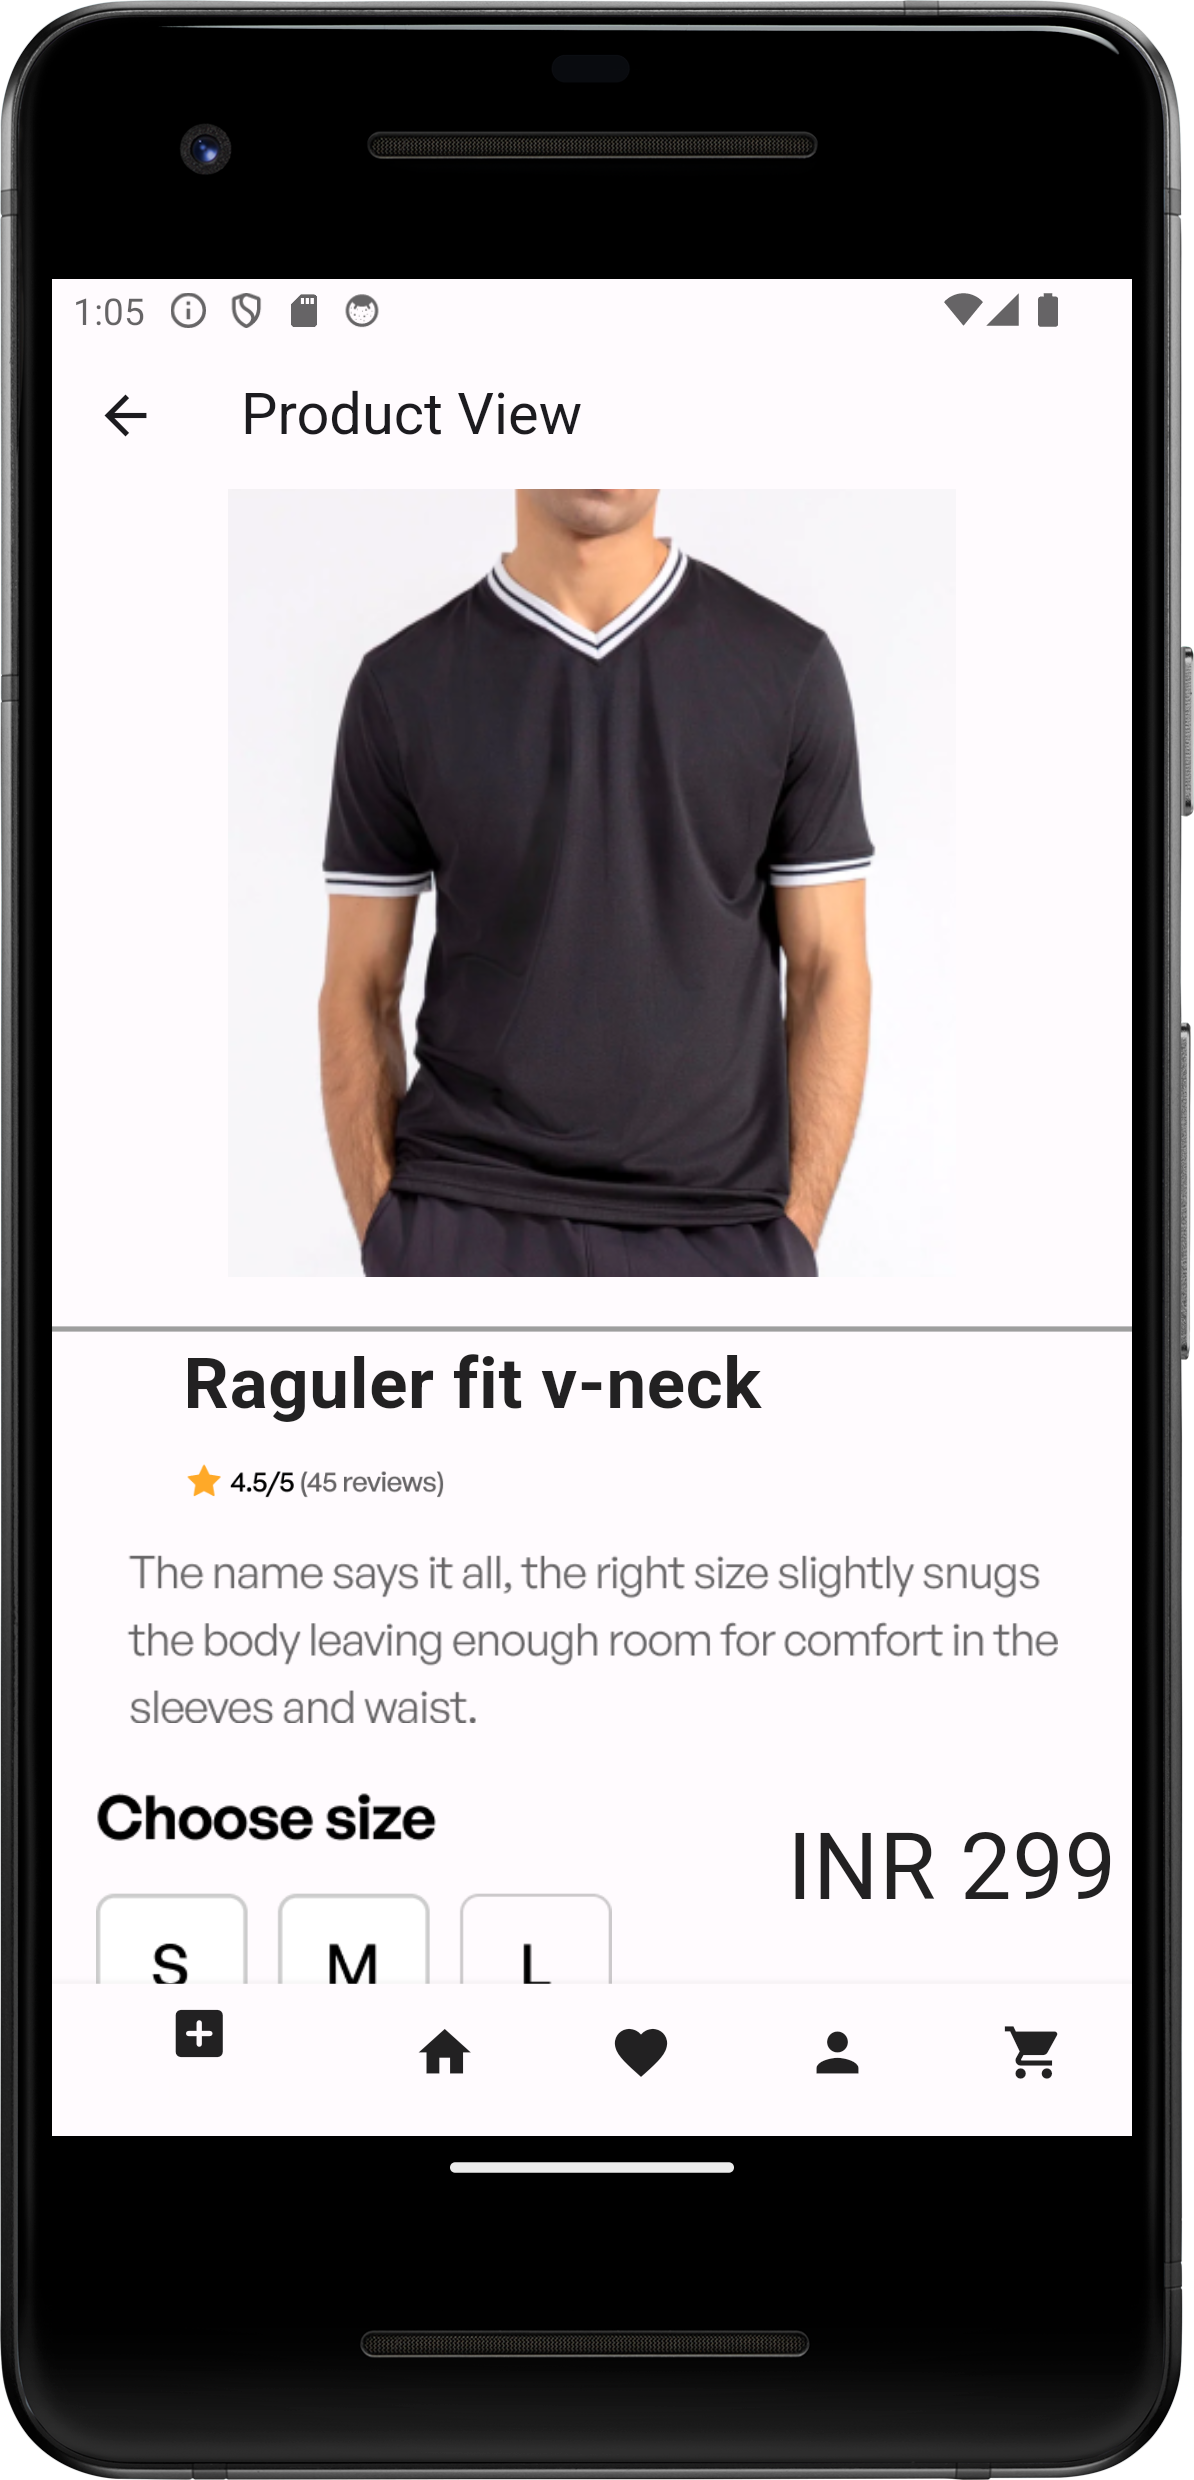 1:05
Product View
Raguler fit v-neck
4.5/5 (45 reviews)
The name says it all, the right size slightly snugs
the body leaving enough room for comfort in the
sleeves and waist.
Choose size
INR 299
S M L